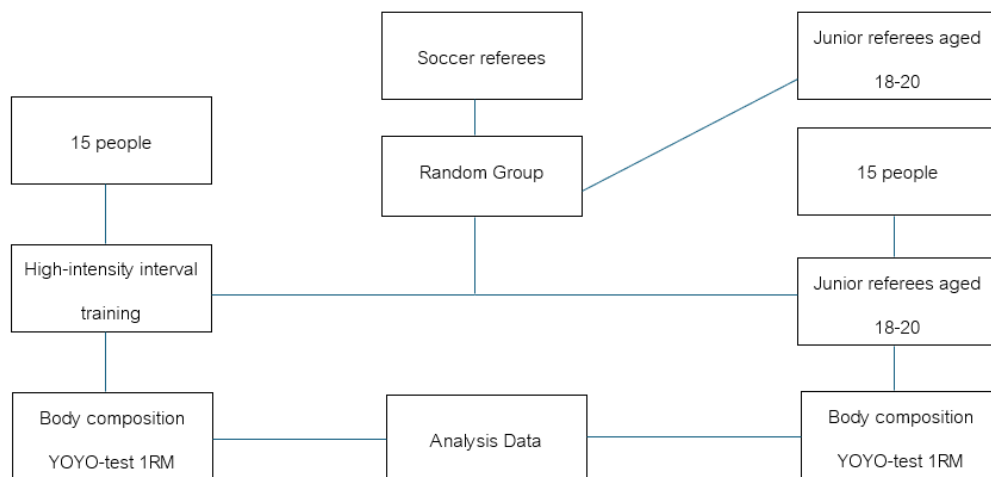 Soccer referees
Junior referees aged
18-20
15 people
Random Group
15 people
High-intensity interval
training
Junior referees aged
18-20
Body composition
YOYO-test 1RM
Analysis Data
Body composition
YOYO-test 1RM